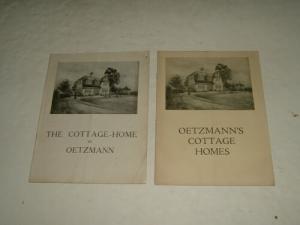 THE COTTAGE-HOME
BY
OETZMANN
OETZMANN'S
COTTAGE
HOMES